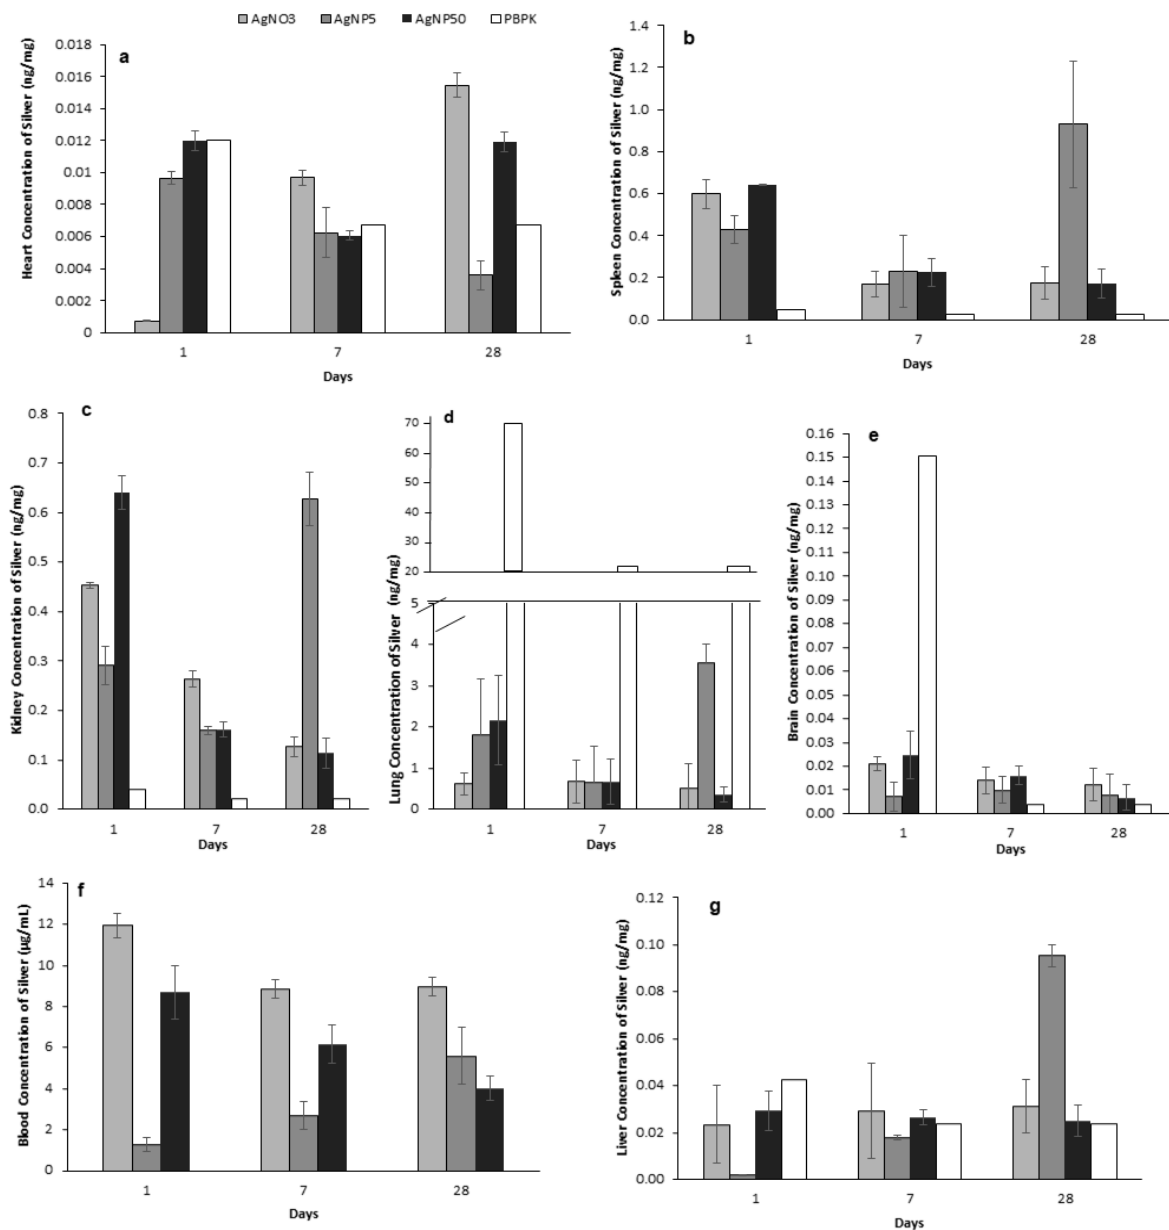 AgNO3 AgNP5 AgNP50 PBPK
a
Heart Concentration of Silver (ng/mg)
0.018
0.016
0.014
0.012
0.01
0.008
0.006
0.004
0.002
0
1 7 28
Days
b
Spleen Concentration of Silver (ng/mg)
1.4
1.2
1.0
0.8
0.6
0.4
0.2
0.0
1 7 28
Days
c
Kidney Concentration of Silver (ng/mg)
0.8
0.7
0.6
0.5
0.4
0.3
0.2
0.1
0.0
1 7 28
Days
d
Lung Concentration of Silver (ng/mg)
70
60
50
40
30
20
5
4
3
2
1
0
1 7 28
Days
e
Brain Concentration of Silver (ng/mg)
0.16
0.15
0.14
0.13
0.12
0.11
0.10
0.09
0.08
0.07
0.06
0.05
0.04
0.03
0.02
0.01
0.00
1 7 28
Days
f
Blood Concentration of Silver (µg/mL)
14
12
10
8
6
4
2
0
1 7 28
Days
g
Liver Concentration of Silver (ng/mg)
0.12
0.10
0.08
0.06
0.04
0.02
0.00
1 7 28
Days